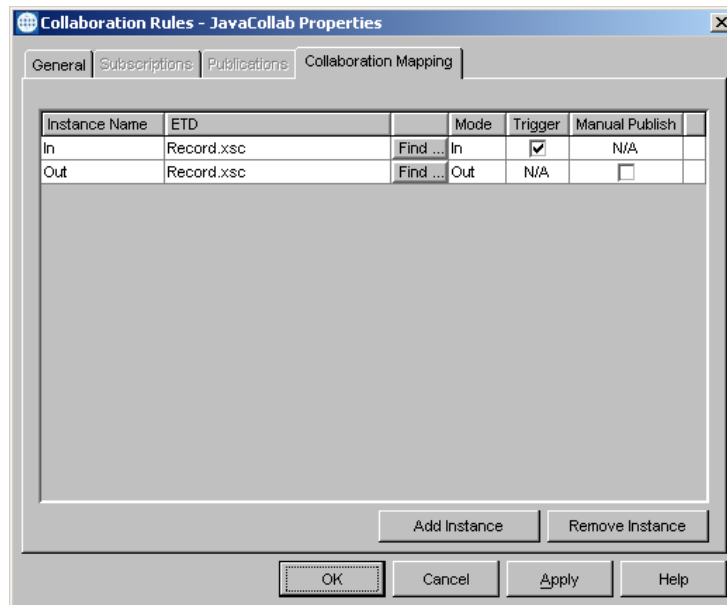 Collaboration Rules - JavaCollab Properties
General Subscriptions Publications Collaboration Mapping
Instance Name ETD Mode Trigger Manual Publish
In Record.xsc Find ... In N/A
Out Record.xsc Find ... Out N/A
Add Instance Remove Instance
OK Cancel Apply Help